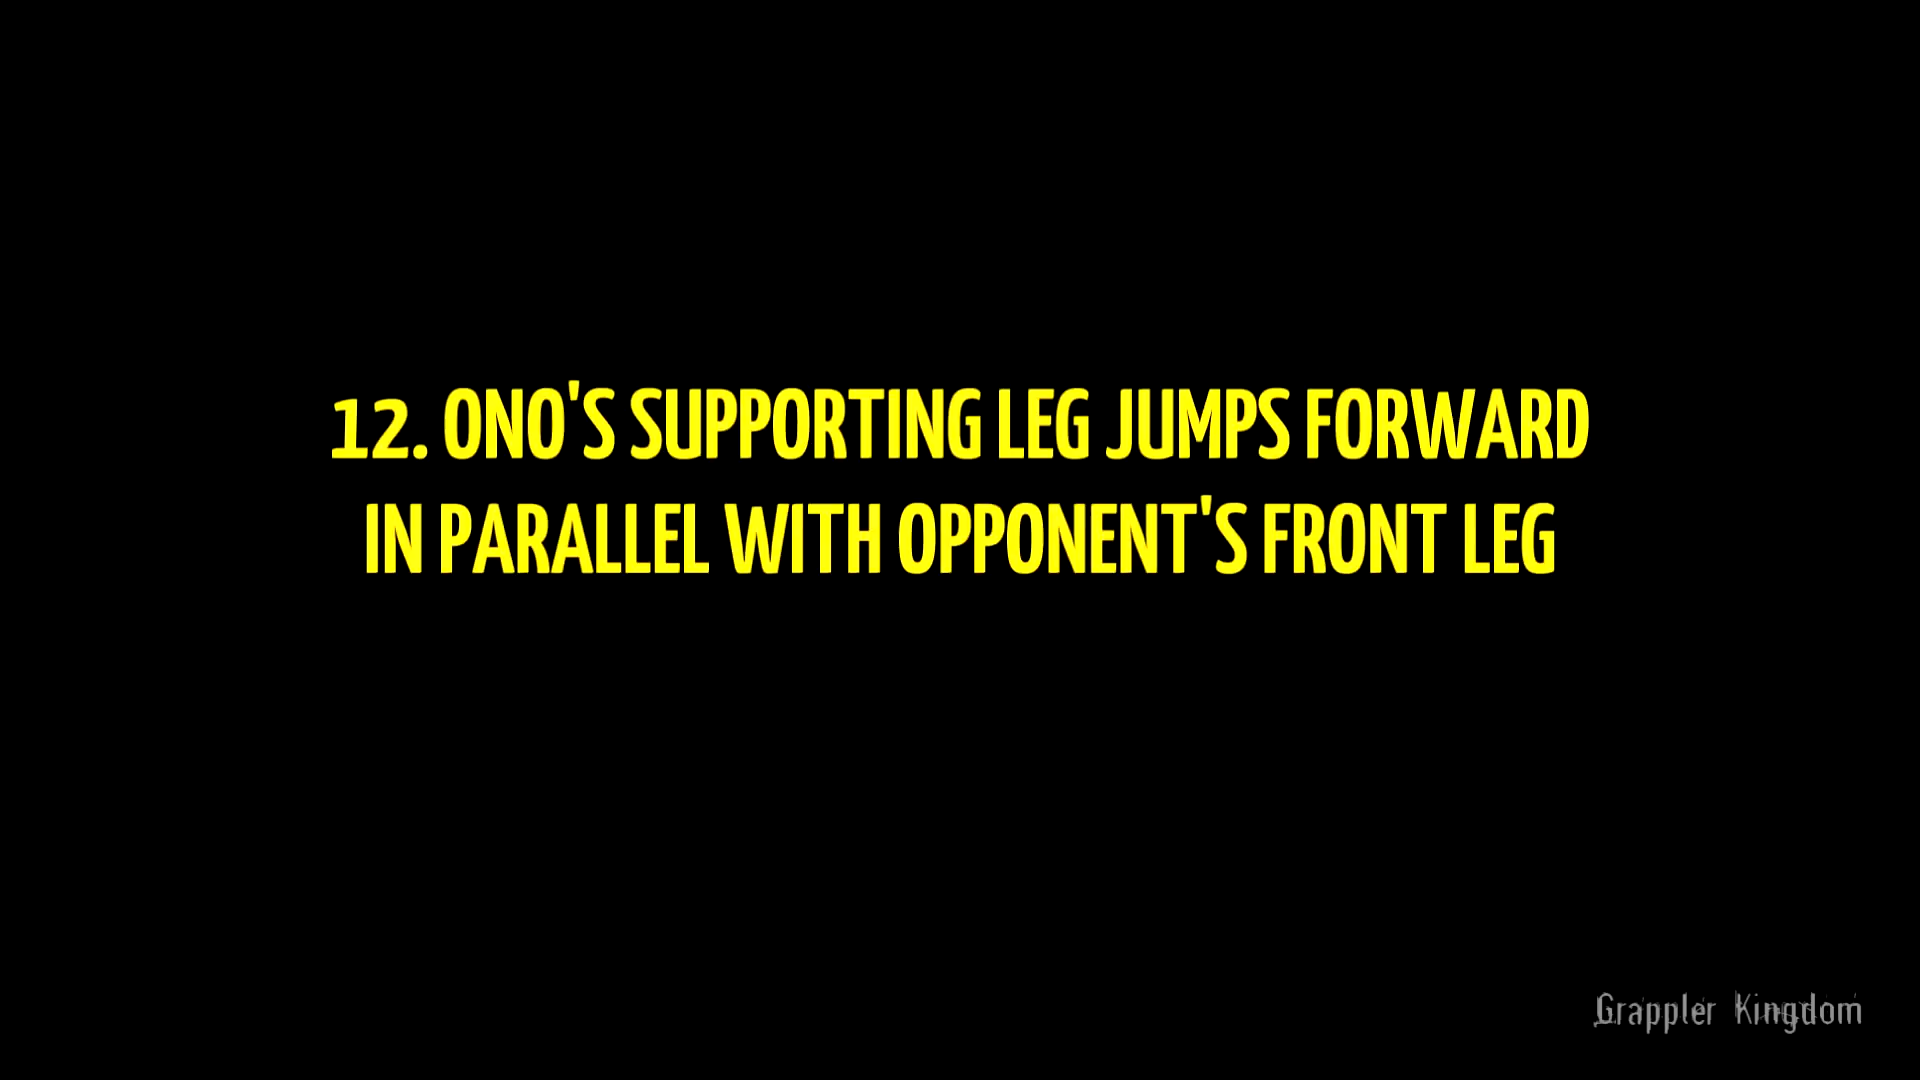 12. ONO'S SUPPORTING LEG JUMPS FORWARD
IN PARALLEL WITH OPPONENT'S FRONT LEG
Grappler Kingdom